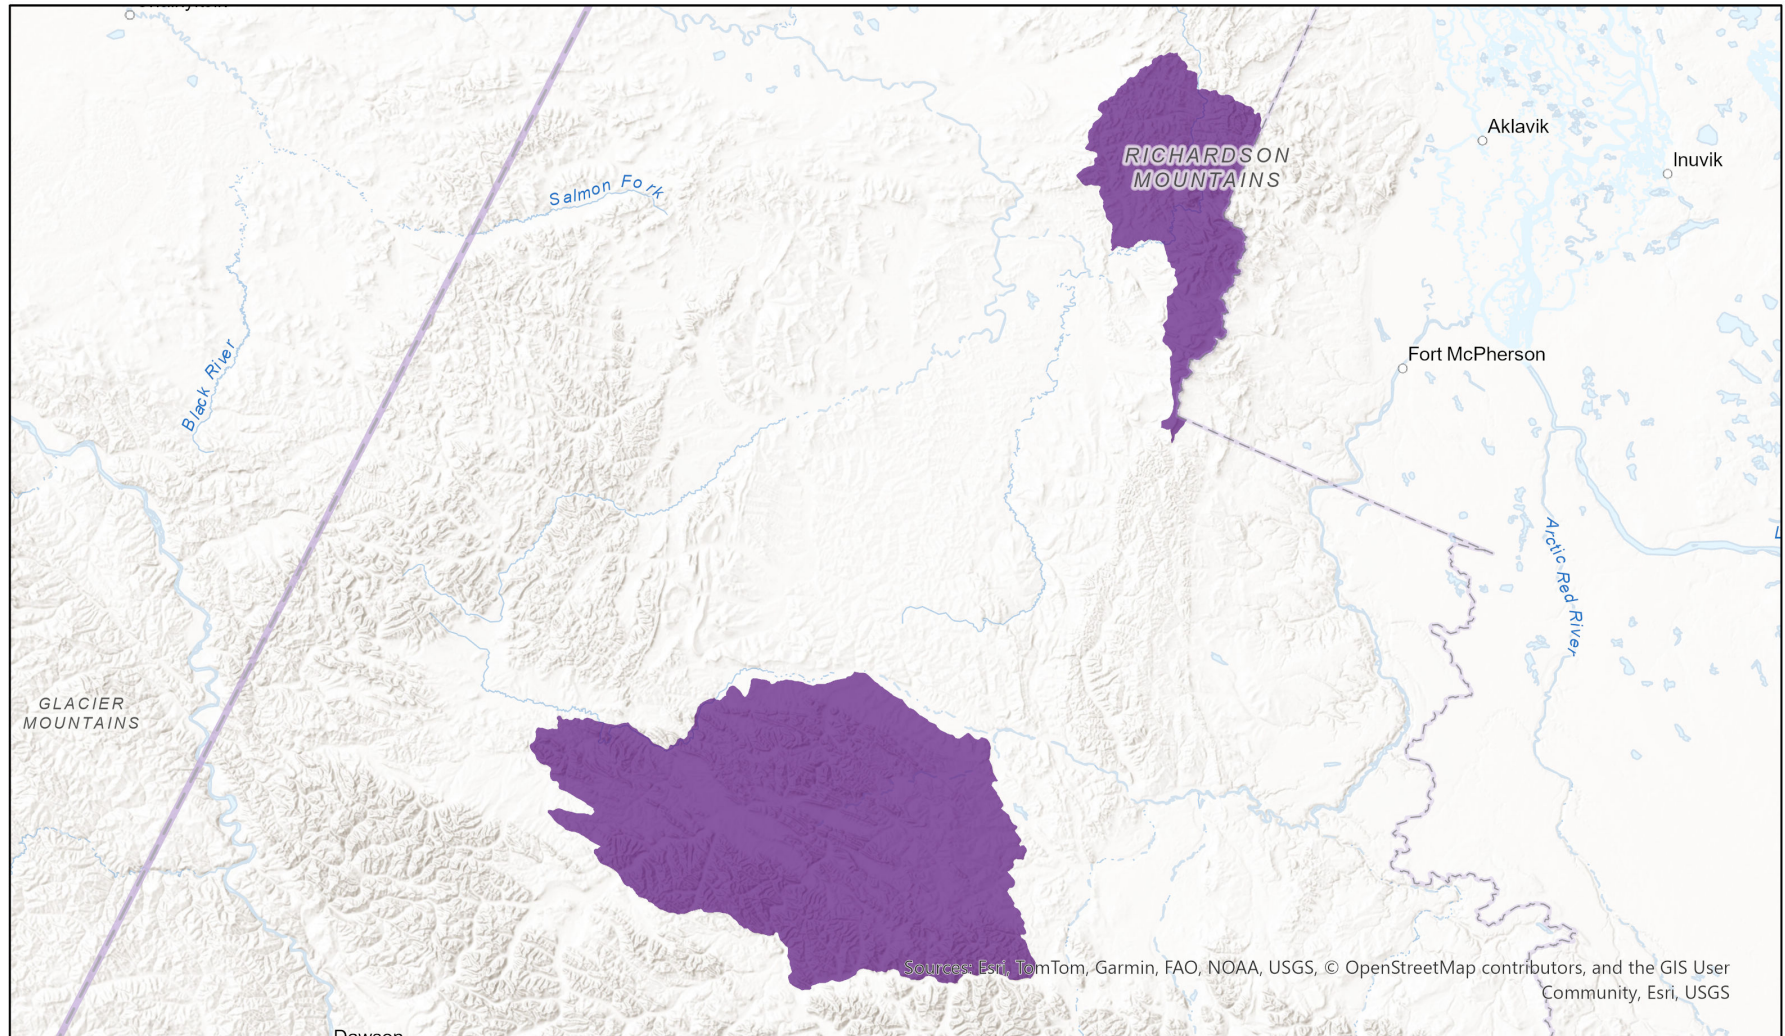 Salmon Fork
RICHARDSON
MOUNTAINS
Aklavik
Inuvik
Black River
Fort McPherson
Arctic Red River
GLACIER
MOUNTAINS
Sources: Esri, TomTom, Garmin, FAO, NOAA, USGS, © OpenStreetMap contributors, and the GIS User
Community, Esri, USGS
Dawson